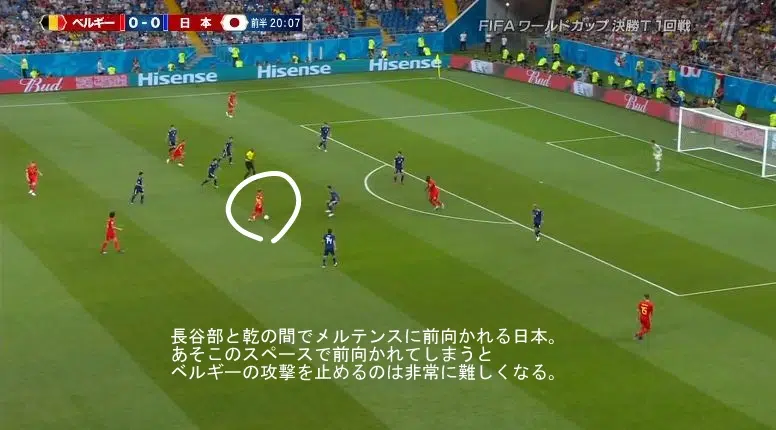 ベルギー 0-0 日本 前半 20:07
FIFA ワールドカップ 決勝T 1回戦
Bud Hisense Hisense Hisense Bud Bud
14
15
長谷部と乾の間でメルテンスに前向かれる日本。
あそこのスペースで前向かれてしまうと
ベルギーの攻撃を止めるのは非常に難しくなる。